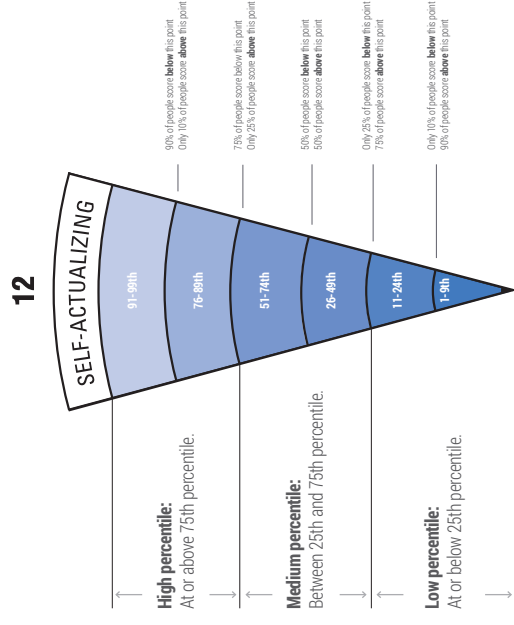 12
SELF-ACTUALIZING
91-99th
76-89th
51-74th
26-49th
11-24th
1-9th
High percentile:
At or above 75th percentile.
Medium percentile:
Between 25th and 75th percentile.
Low percentile:
At or below 25th percentile.
90% of people score below this point
Only 10% of people score above this point
75% of people score below this point
Only 25% of people score above this point
50% of people score below this point
50% of people score above this point
Only 25% of people score below this point
75% of people score above this point
Only 10% of people score below this point
90% of people score above this point